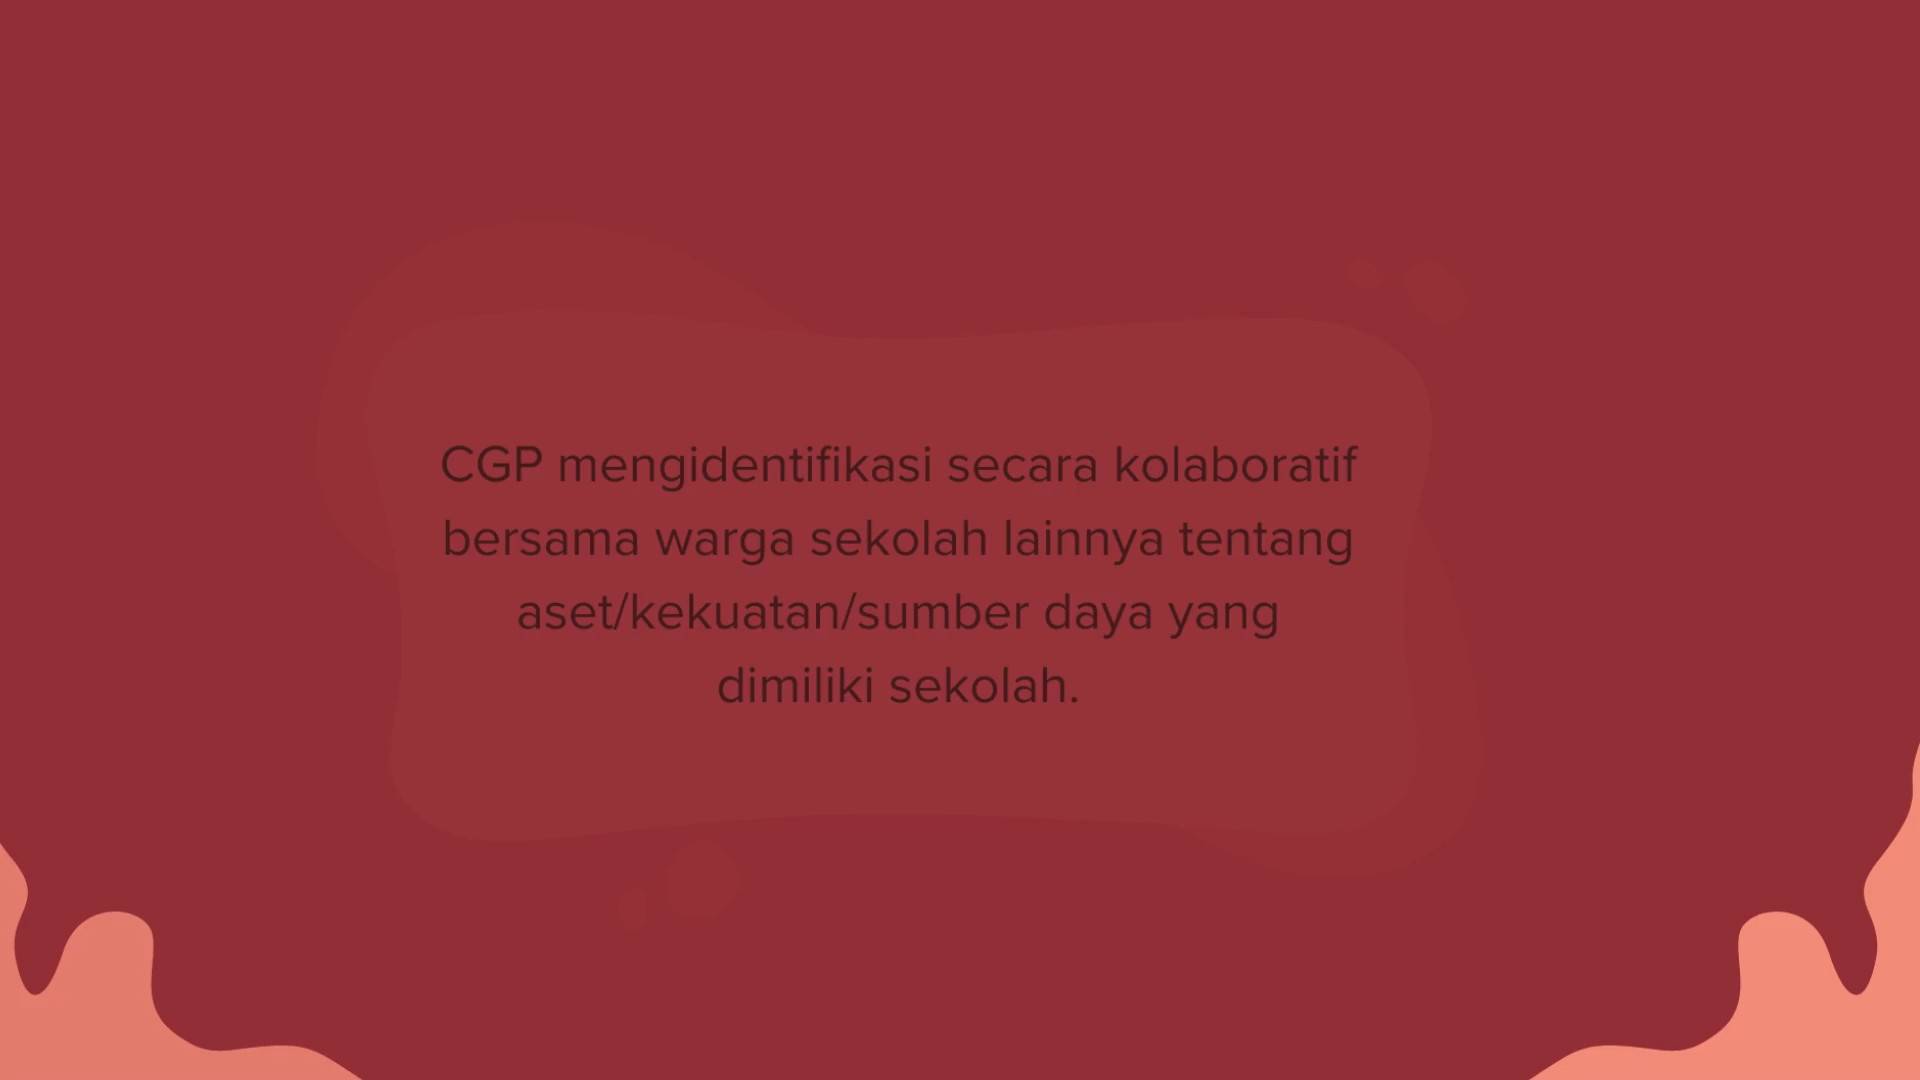 CGP mengidentifikasi secara kolaboratif
bersama warga sekolah lainnya tentang
aset/kekuatan/sumber daya yang
dimiliki sekolah.